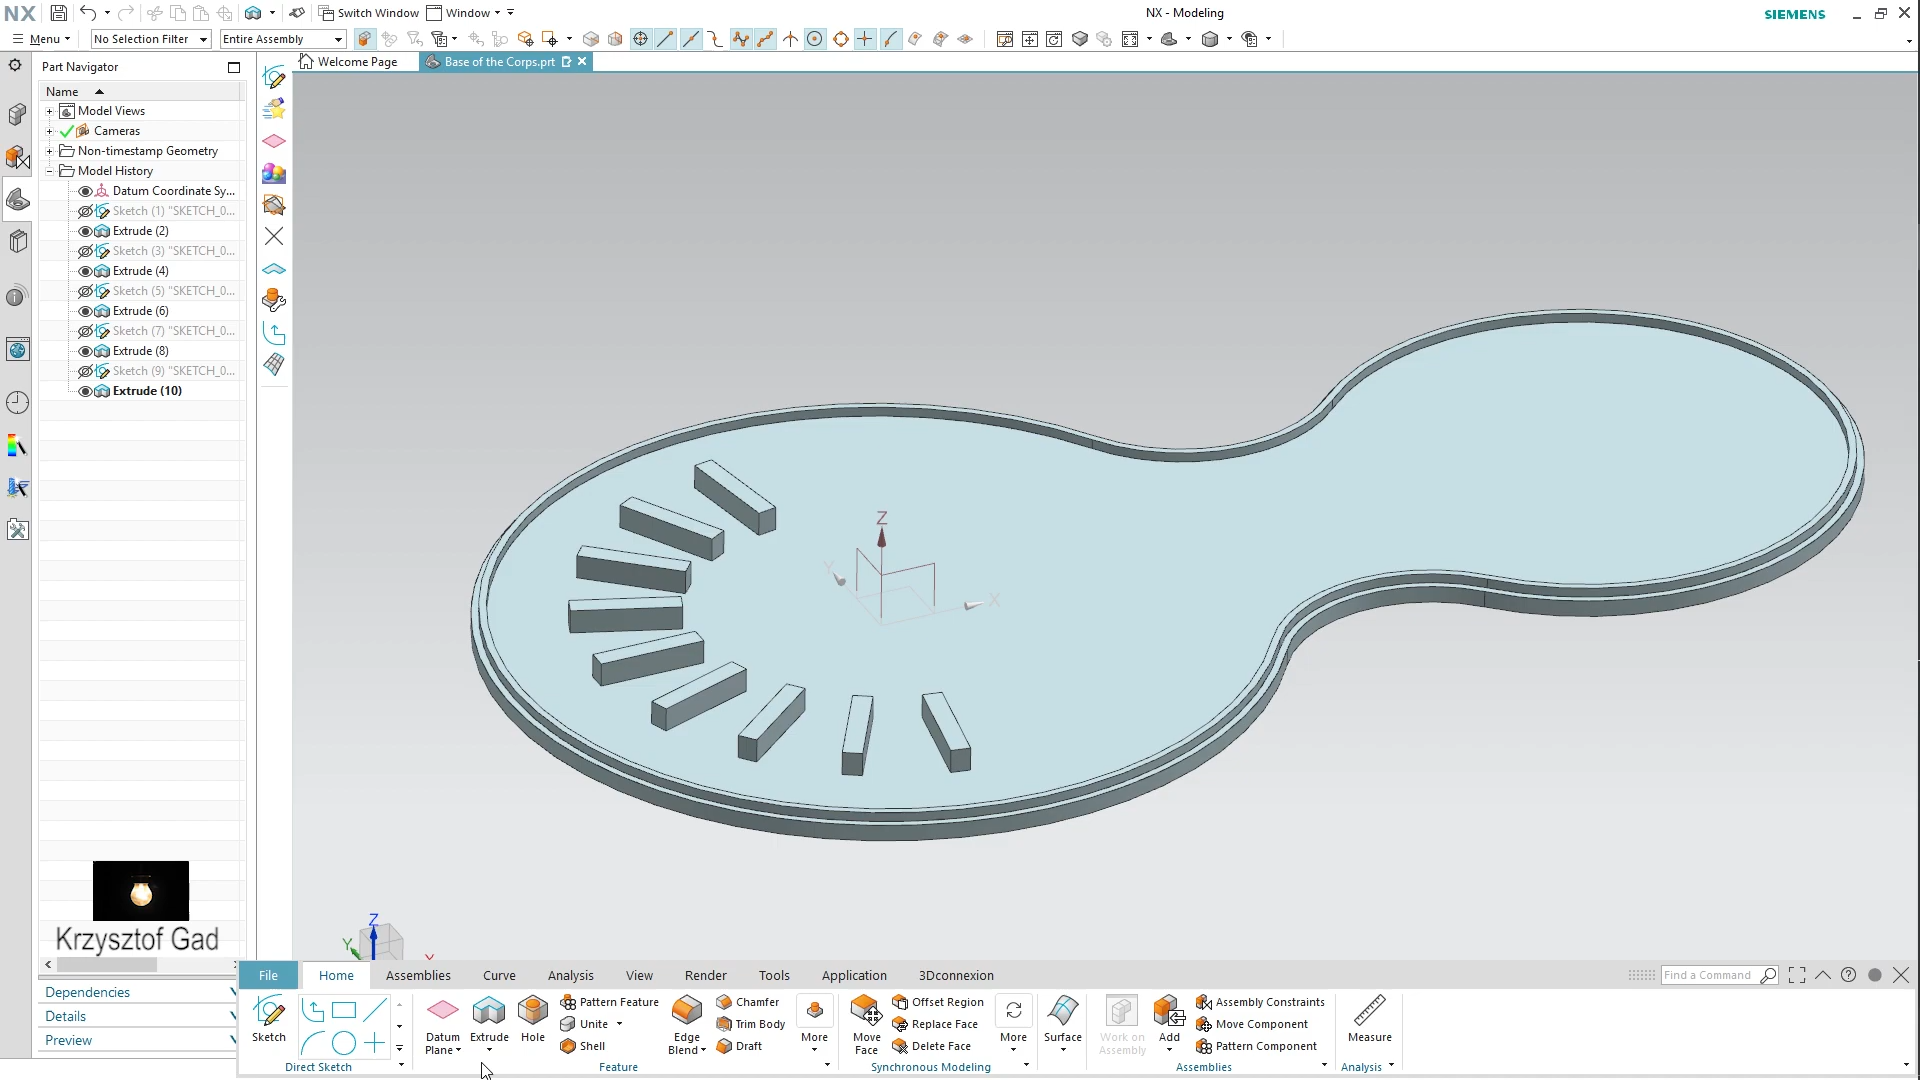 NX Switch Window Window NX - Modeling SIEMENS
Menu No Selection Filter Entire Assembly
Part Navigator Welcome Page Base of the Corps.prt
Name
Model Views
Cameras
Non-timestamp Geometry
Model History
Datum Coordinate Sy...
Sketch (1) "SKETCH_0...
Extrude (2)
Sketch (3) "SKETCH_0...
Extrude (4)
Sketch (5) "SKETCH_0...
Extrude (6)
Sketch (7) "SKETCH_0...
Extrude (8)
Sketch (9) "SKETCH_0...
Extrude (10)
Z
Y
X
Krzysztof Gad
Z
Y
Dependencies
Details
Preview
File Home Assemblies Curve Analysis View Render Tools Application 3Dconnexion Find a Command
Sketch
Direct Sketch
Datum Plane
Extrude
Hole
Pattern Feature
Unite
Shell
Edge Blend
Chamfer
Trim Body
Draft
More
Feature
Move Face
Offset Region
Replace Face
Delete Face
More
Synchronous Modeling
Surface
Work on Assembly
Add
Assembly Constraints
Move Component
Pattern Component
Assemblies
Measure
Analysis